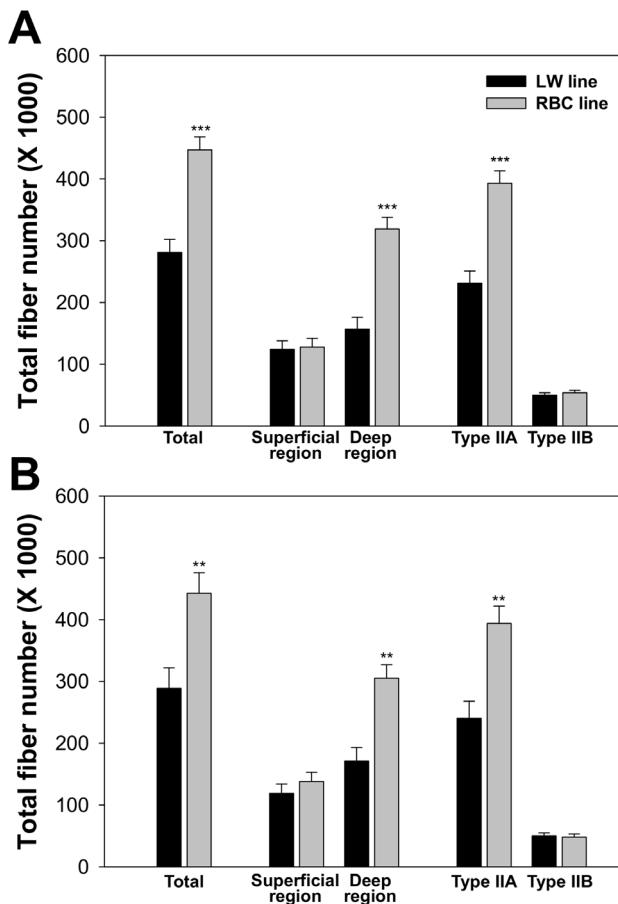 A
Total fiber number (X 1000)
600
500
400
300
200
100
0
LW line
RBC line
***
***
***
Total
Superficial region
Deep region
Type IIA
Type IIB
B
Total fiber number (X 1000)
600
500
400
300
200
100
0
**
**
**
Total
Superficial region
Deep region
Type IIA
Type IIB